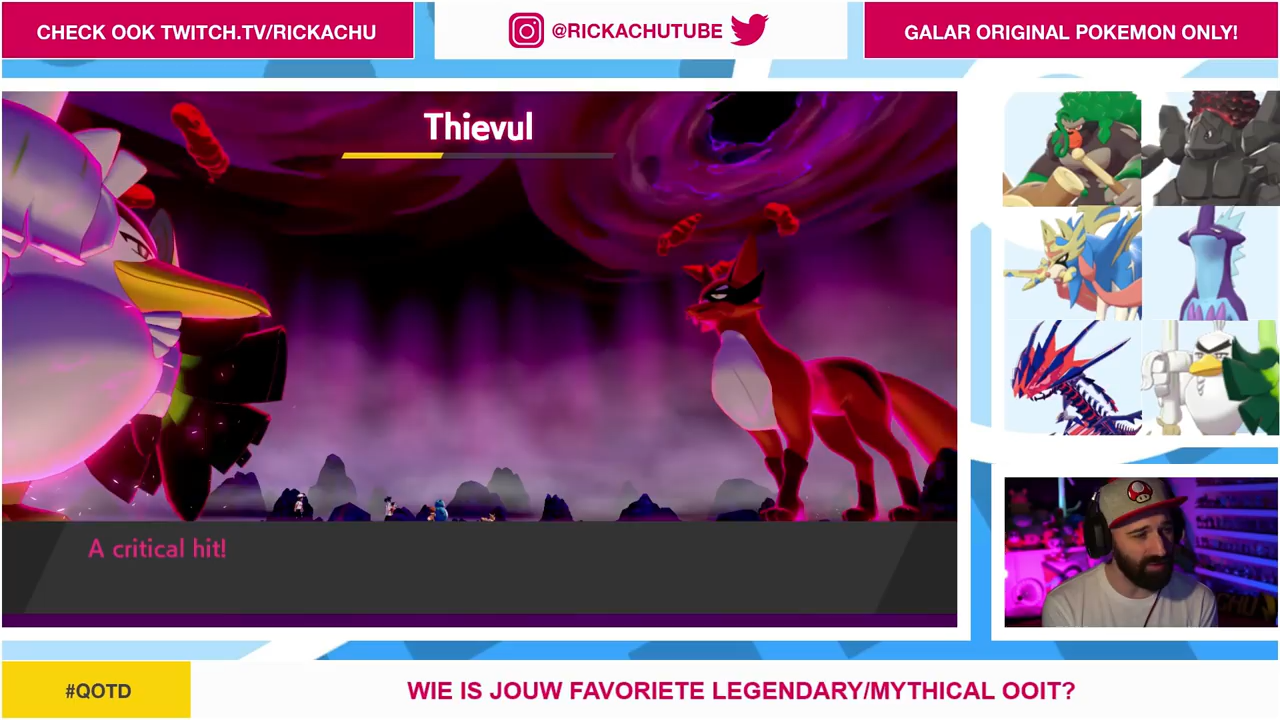 CHECK OOK TWITCH.TV/RICKACHU
@RICKACHUTUBE
GALAR ORIGINAL POKEMON ONLY!
Thievul
A critical hit!
#QOTD
WIE IS JOUW FAVORIETE LEGENDARY/MYTHICAL OOIT?